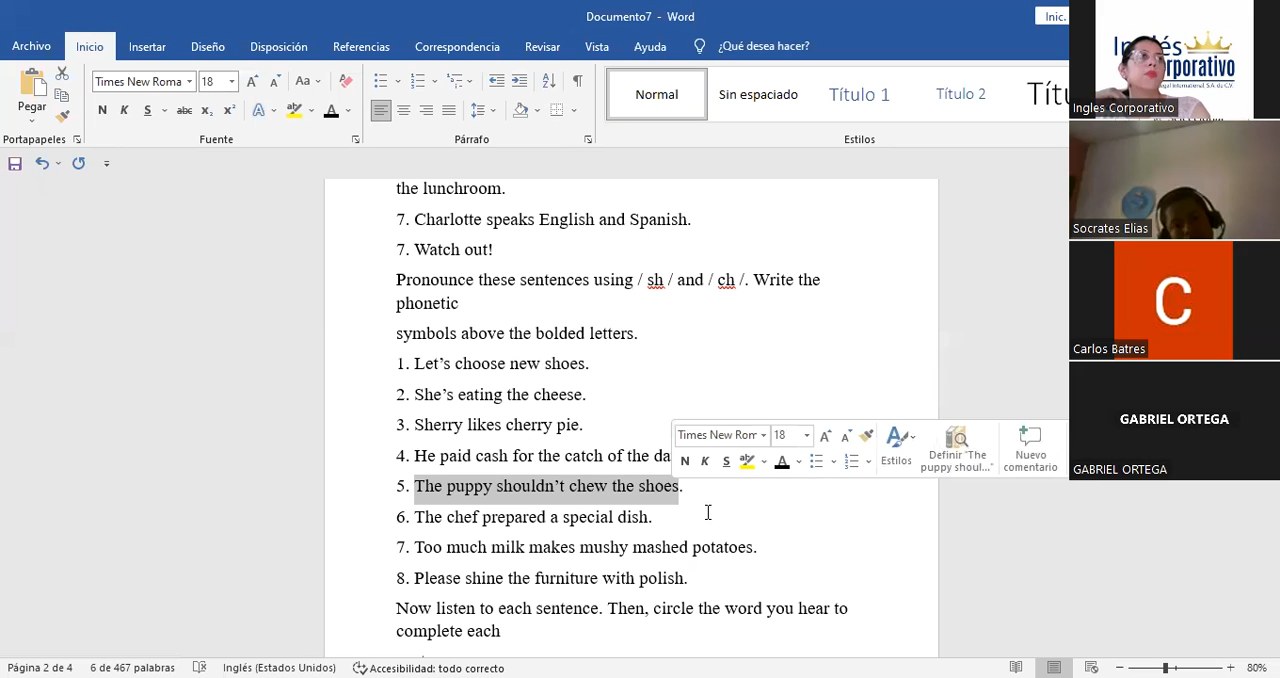 Documento7 - Word
Inic.
Archivo Inicio Insertar Diseño Disposición Referencias Correspondencia Revisar Vista Ayuda ¿Qué desea hacer?
Pegar
Times New Roma 18
Normal
Sin espaciado
Título 1
Título 2
Portapapeles Fuente Párrafo Estilos
the lunchroom.
7. Charlotte speaks English and Spanish.
7. Watch out!
Pronounce these sentences using / sh / and / ch /. Write the
phonetic
symbols above the bolded letters.
1. Let’s choose new shoes.
2. She’s eating the cheese.
3. Sherry likes cherry pie.
4. He paid cash for the catch of the da
5. The puppy shouldn’t chew the shoes.
6. The chef prepared a special dish.
7. Too much milk makes mushy mashed potatoes.
8. Please shine the furniture with polish.
Now listen to each sentence. Then, circle the word you hear to
complete each
Times New Ror 18
Estilos
Definir "The
puppy shoul..."
Nuevo
comentario
Página 2 de 4 6 de 467 palabras Inglés (Estados Unidos) Accesibilidad: todo correcto 80%
Ingles Corporativo
Socrates Elias
C
Carlos Batres
GABRIEL ORTEGA
GABRIEL ORTEGA